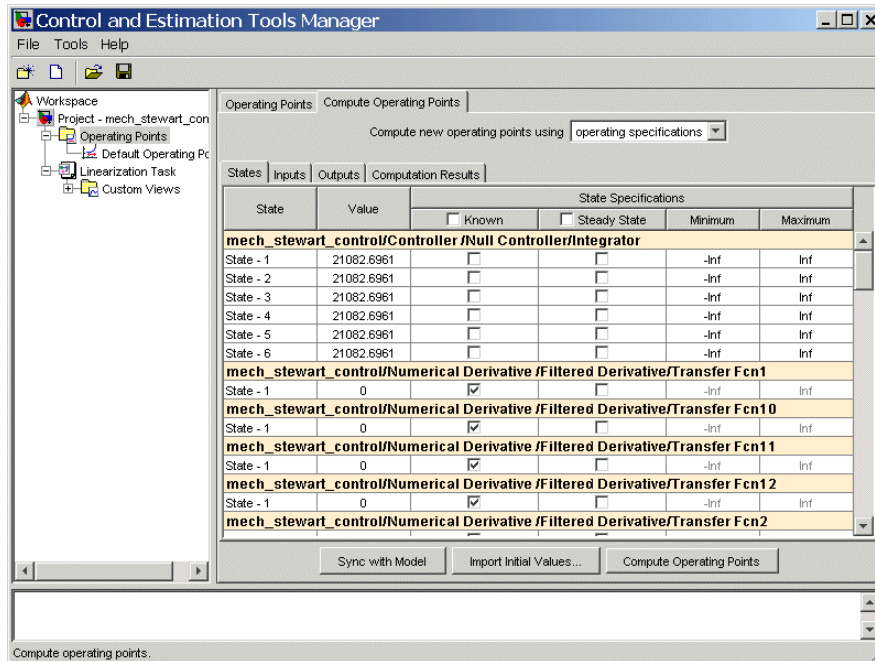 Control and Estimation Tools Manager
File Tools Help
Workspace
Project - mech_stewart_con
Operating Points
Default Operating Po
Linearization Task
Custom Views
Operating Points Compute Operating Points
Compute new operating points using operating specifications
States Inputs Outputs Computation Results
State Value State Specifications
Known Steady State Minimum Maximum
mech_stewart_control/Controller /Null Controller/Integrator
State - 1 21082.6961 -Inf Inf
State - 2 21082.6961 -Inf Inf
State - 3 21082.6961 -Inf Inf
State - 4 21082.6961 -Inf Inf
State - 5 21082.6961 -Inf Inf
State - 6 21082.6961 -Inf Inf
mech_stewart_control/Numerical Derivative /Filtered Derivative/Transfer Fcn1
State - 1 0 -Inf Inf
mech_stewart_control/Numerical Derivative /Filtered Derivative/Transfer Fcn10
State - 1 0 -Inf Inf
mech_stewart_control/Numerical Derivative /Filtered Derivative/Transfer Fcn11
State - 1 0 -Inf Inf
mech_stewart_control/Numerical Derivative /Filtered Derivative/Transfer Fcn12
State - 1 0 -Inf Inf
mech_stewart_control/Numerical Derivative /Filtered Derivative/Transfer Fcn2
Sync with Model Import Initial Values... Compute Operating Points
Compute operating points.